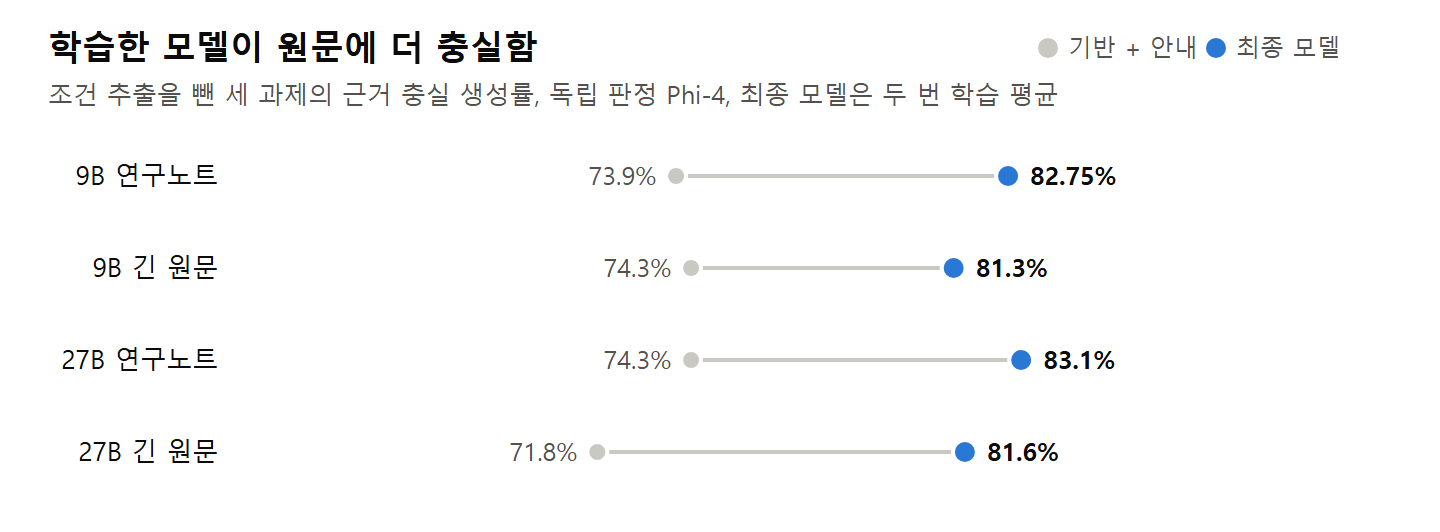 학습한 모델이 원문에 더 충실함
기반 + 안내 최종 모델
조건 추출을 뺀 세 과제의 근거 충실 생성률, 독립 판정 Phi-4, 최종 모델은 두 번 학습 평균
9B 연구노트 73.9% 82.75%
9B 긴 원문 74.3% 81.3%
27B 연구노트 74.3% 83.1%
27B 긴 원문 71.8% 81.6%